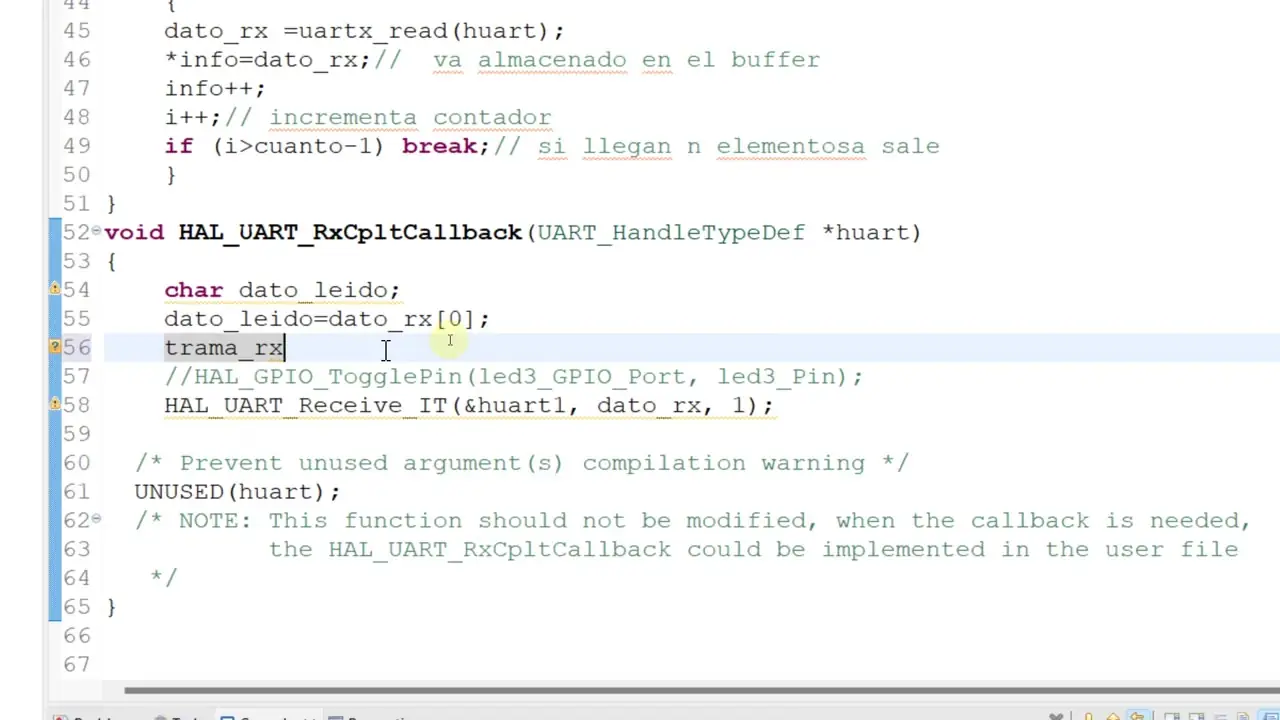 44 {
45 dato_rx =uartx_read(huart);
46 *info=dato_rx;// va almacenado en el buffer
47 info++;
48 i++;// incrementa contador
49 if (i>cuanto-1) break;// si llegan n elementosa sale
50 }
51 }
52 void HAL_UART_RxCpltCallback(UART_HandleTypeDef *huart)
53 {
54 char dato_leido;
55 dato_leido=dato_rx[0];
56 trama_rx
57 //HAL_GPIO_TogglePin(led3_GPIO_Port, led3_Pin);
58 HAL_UART_Receive_IT(&huart1, dato_rx, 1);
59
60 /* Prevent unused argument(s) compilation warning */
61 UNUSED(huart);
62 /* NOTE: This function should not be modified, when the callback is needed,
63 the HAL_UART_RxCpltCallback could be implemented in the user file
64 */
65 }
66
67